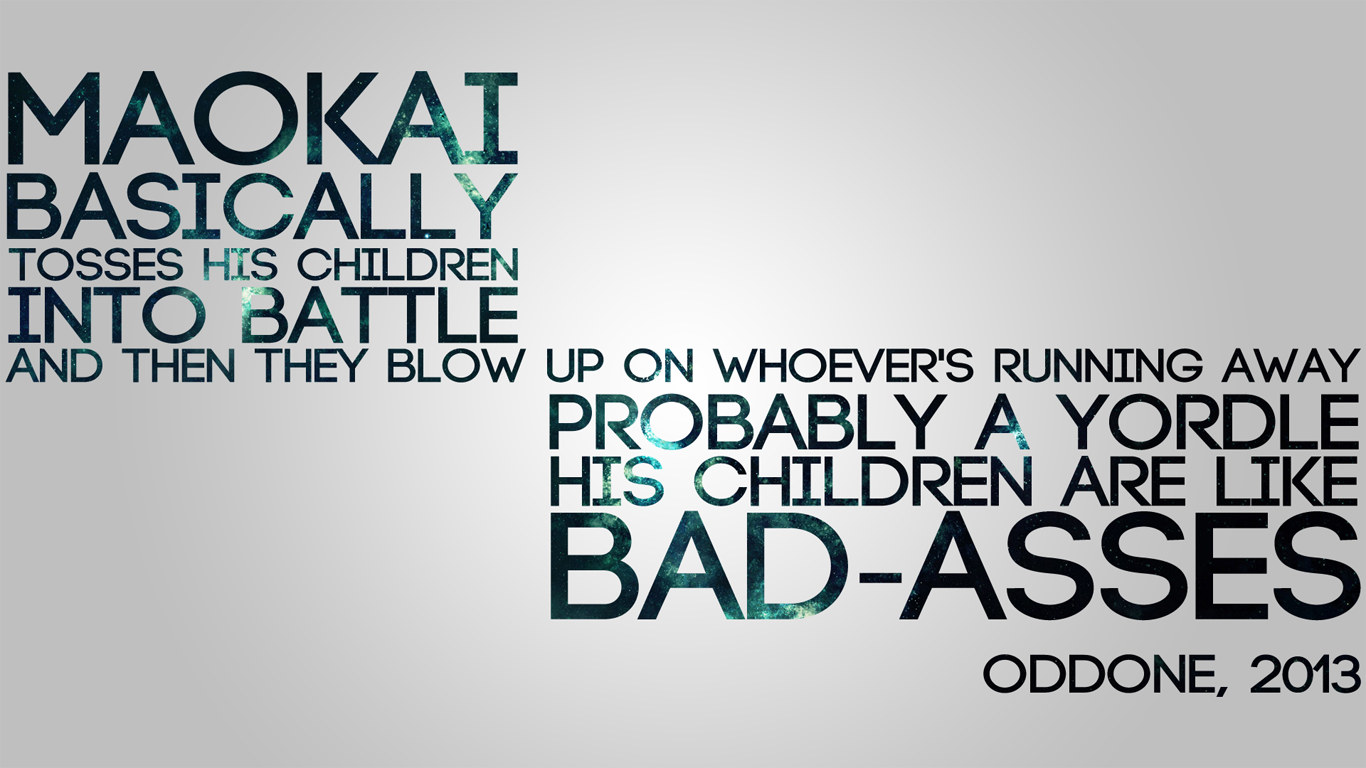 MAOKAI
BASICALLY
TOSSES HIS CHILDREN
INTO BATTLE
AND THEN THEY BLOW UP ON WHOEVER'S RUNNING AWAY
PROBABLY A YORDLE
HIS CHILDREN ARE LIKE
BAD-ASSES
ODDONE, 2013